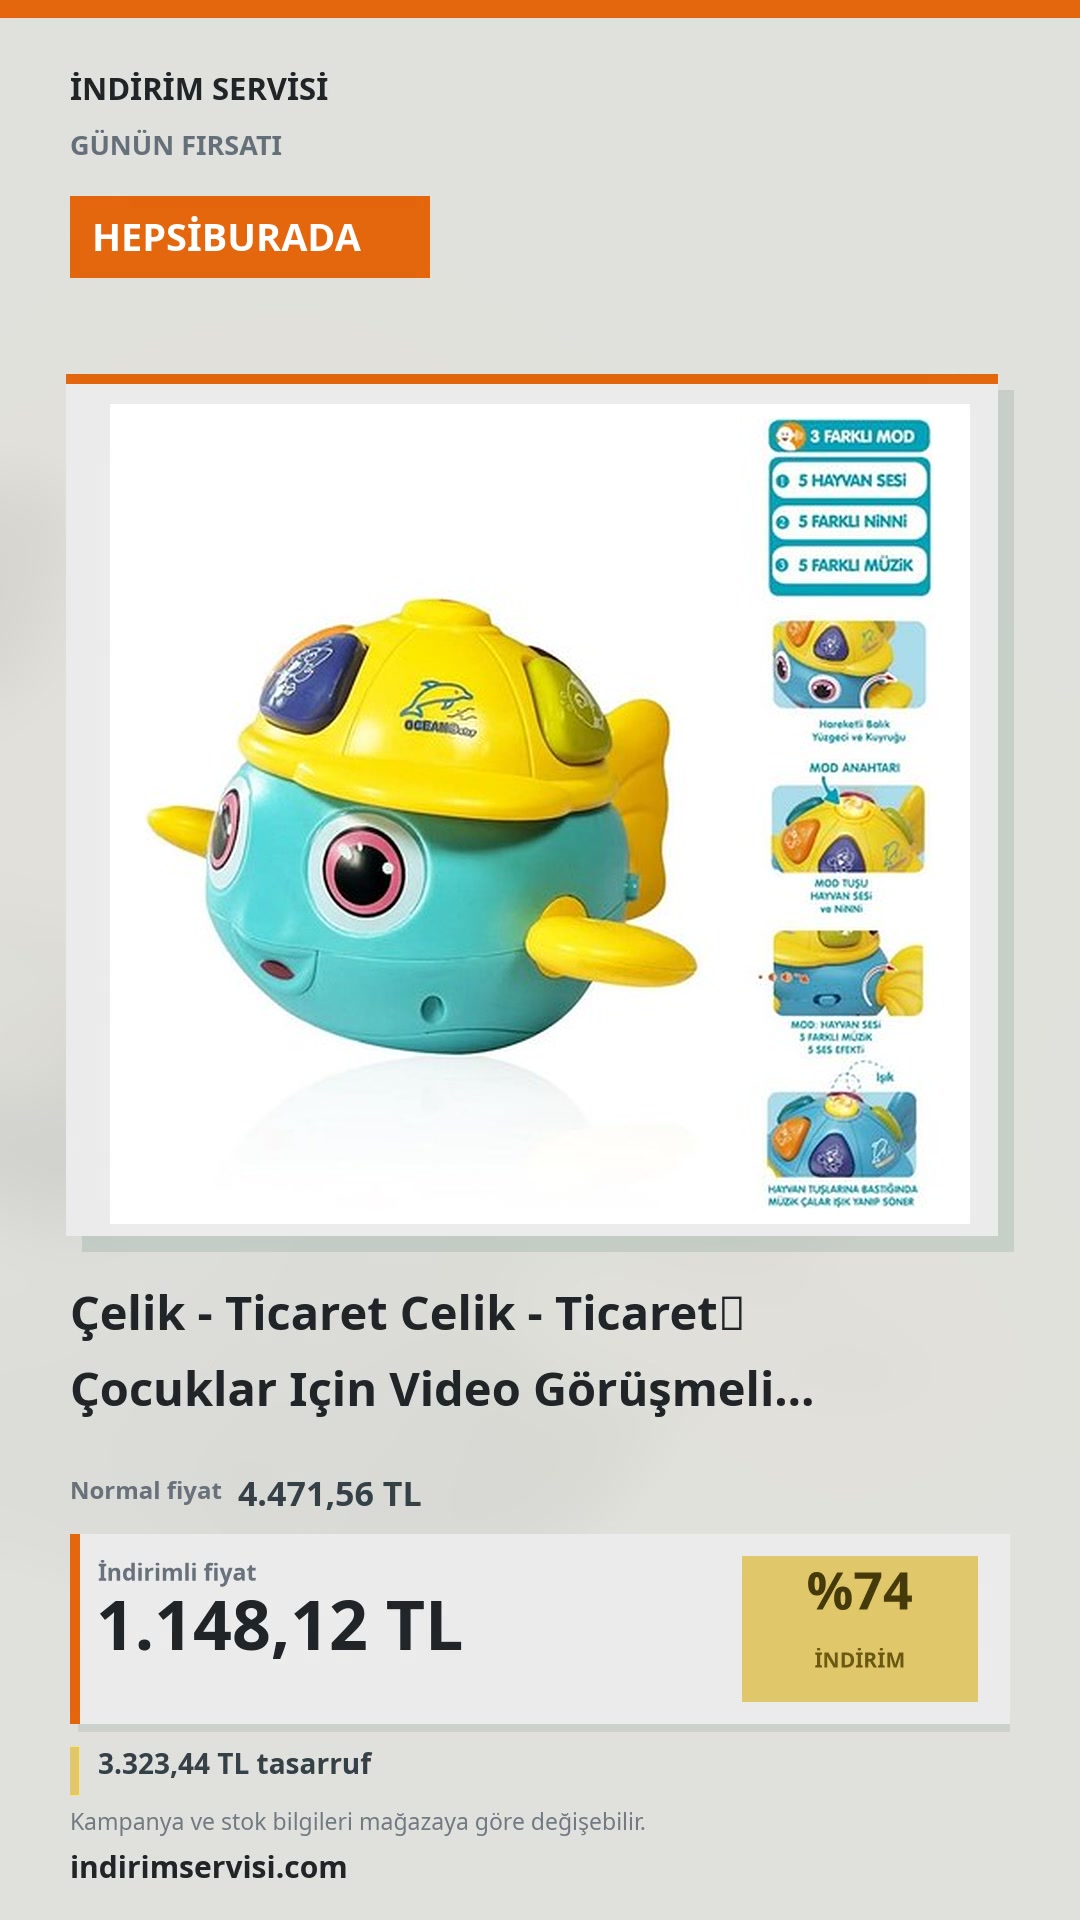 İNDİRİM SERVİSİ
GÜNÜN FIRSATI
HEPSİBURADA
3 FARKLI MOD
1 5 HAYVAN SESİ
2 5 FARKLI NİNNİ
3 5 FARKLI MÜZİK
Hareketli Balık
Yüzgeci ve Kuyruğu
MOD ANAHTARI
MOD TUŞU
HAYVAN SESİ
ve NİNNİ
MOD: HAYVAN SESİ
5 FARKLI MÜZİK
5 SES EFEKTİ
Işık
HAYVAN TUŞLARINA BASTIĞINDA
MÜZİK ÇALAR IŞIK YANIP SÖNER
OCEANO
Çelik - Ticaret Celik - Ticaret
Çocuklar Için Video Görüşmeli...
Normal fiyat 4.471,56 TL
İndirimli fiyat
1.148,12 TL
%74
İNDİRİM
3.323,44 TL tasarruf
Kampanya ve stok bilgileri mağazaya göre değişebilir.
indirimservisi.com